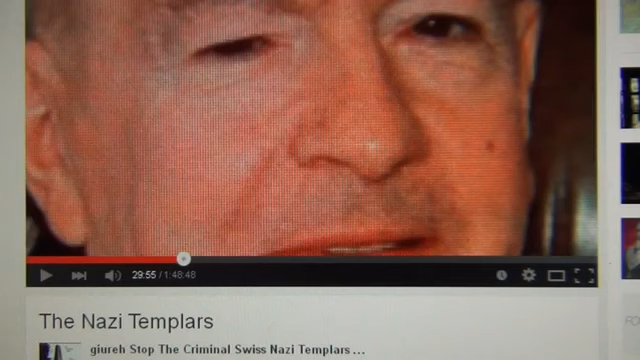 29:55 / 1:48:48
The Nazi Templars
giureh Stop The Criminal Swiss Nazi Templars ...